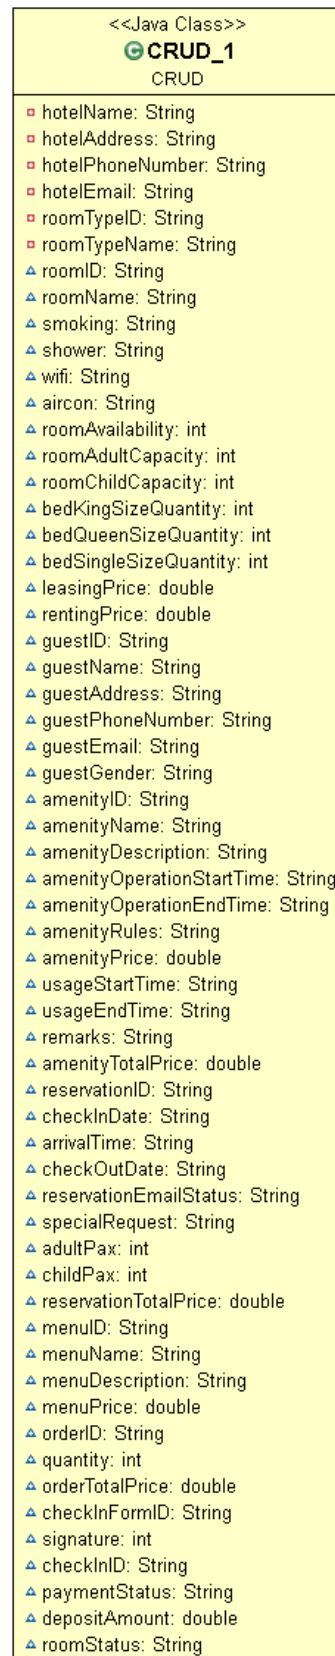 <<Java Class>>
CRUD_1
CRUD
hotelName: String
hotelAddress: String
hotelPhoneNumber: String
hotelEmail: String
roomTypeID: String
roomTypeName: String
roomID: String
roomName: String
smoking: String
shower: String
wifi: String
aircon: String
roomAvailability: int
roomAdultCapacity: int
roomChildCapacity: int
bedKingSizeQuantity: int
bedQueenSizeQuantity: int
bedSingleSizeQuantity: int
leasingPrice: double
rentingPrice: double
guestID: String
guestName: String
guestAddress: String
guestPhoneNumber: String
guestEmail: String
guestGender: String
amenityID: String
amenityName: String
amenityDescription: String
amenityOperationStartTime: String
amenityOperationEndTime: String
amenityRules: String
amenityPrice: double
usageStartTime: String
usageEndTime: String
remarks: String
amenityTotalPrice: double
reservationID: String
checkInDate: String
arrivalTime: String
checkOutDate: String
reservationEmailStatus: String
specialRequest: String
adultPax: int
childPax: int
reservationTotalPrice: double
menuID: String
menuName: String
menuDescription: String
menuPrice: double
orderID: String
quantity: int
orderTotalPrice: double
checkInFormID: String
signature: int
checkInID: String
paymentStatus: String
depositAmount: double
roomStatus: String